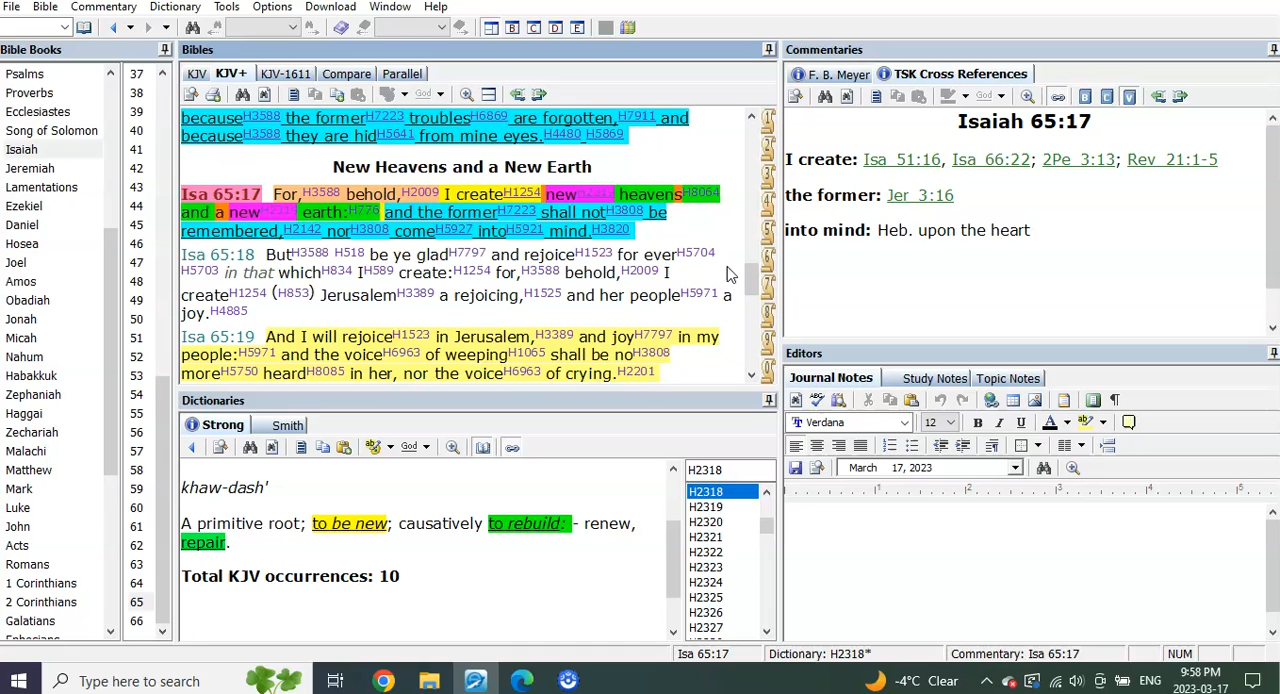 File Bible Commentary Dictionary Tools Options Download Window Help
B C D E
Bible Books
Psalms
Proverbs
Ecclesiastes
Song of Solomon
Isaiah
Jeremiah
Lamentations
Ezekiel
Daniel
Hosea
Joel
Amos
Obadiah
Jonah
Micah
Nahum
Habakkuk
Zephaniah
Haggai
Zechariah
Malachi
Matthew
Mark
Luke
John
Acts
Romans
1 Corinthians
2 Corinthians
Galatians
Ephesians
37
38
39
40
41
42
43
44
45
46
47
48
49
50
51
52
53
54
55
56
57
58
59
60
61
62
63
64
65
66
Bibles
KJV KJV+ KJV-1611 Compare Parallel
God
becauseH3588 the formerH7223 troublesH6869 are forgotten,H7911 and
becauseH3588 they are hidH5641 from mine eyes.H4480 H5869
New Heavens and a New Earth
Isa 65:17 For,H3588 behold,H2009 I createH1254 newH2319 heavensH8064
and a newH2319 earth:H776 and the formerH7223 shall notH3808 be
remembered,H2142 norH3808 comeH5927 intoH5921 mind.H3820
Isa 65:18 ButH3588 H518 be ye gladH7797 and rejoiceH1523 for everH5704
H5703 in that whichH834 IH589 create:H1254 for,H3588 behold,H2009 I
createH1254 (H853) JerusalemH3389 a rejoicing,H1525 and her peopleH5971 a
joy.H4885
Isa 65:19 And I will rejoiceH1523 in Jerusalem,H3389 and joyH7797 in my
people:H5971 and the voiceH6963 of weepingH1065 shall be noH3808
moreH5750 heardH8085 in her, nor the voiceH6963 of crying.H2201
Dictionaries
Strong Smith
God
khaw-dash'
A primitive root; to be new; causatively to rebuild: - renew,
repair.
Total KJV occurrences: 10
H2318
H2318
H2319
H2320
H2321
H2322
H2323
H2324
H2325
H2326
H2327
Commentaries
F. B. Meyer TSK Cross References
God B C V
Isaiah 65:17
I create: Isa 51:16, Isa 66:22; 2Pe 3:13; Rev 21:1-5
the former: Jer 3:16
into mind: Heb. upon the heart
Editors
Journal Notes Study Notes Topic Notes
Verdana 12 B I U A
March 17, 2023
1 2 3 4 5
Isa 65:17 Dictionary: H2318* Commentary: Isa 65:17 NUM
Type here to search
-4°C Clear ENG
9:58 PM
2023-03-17